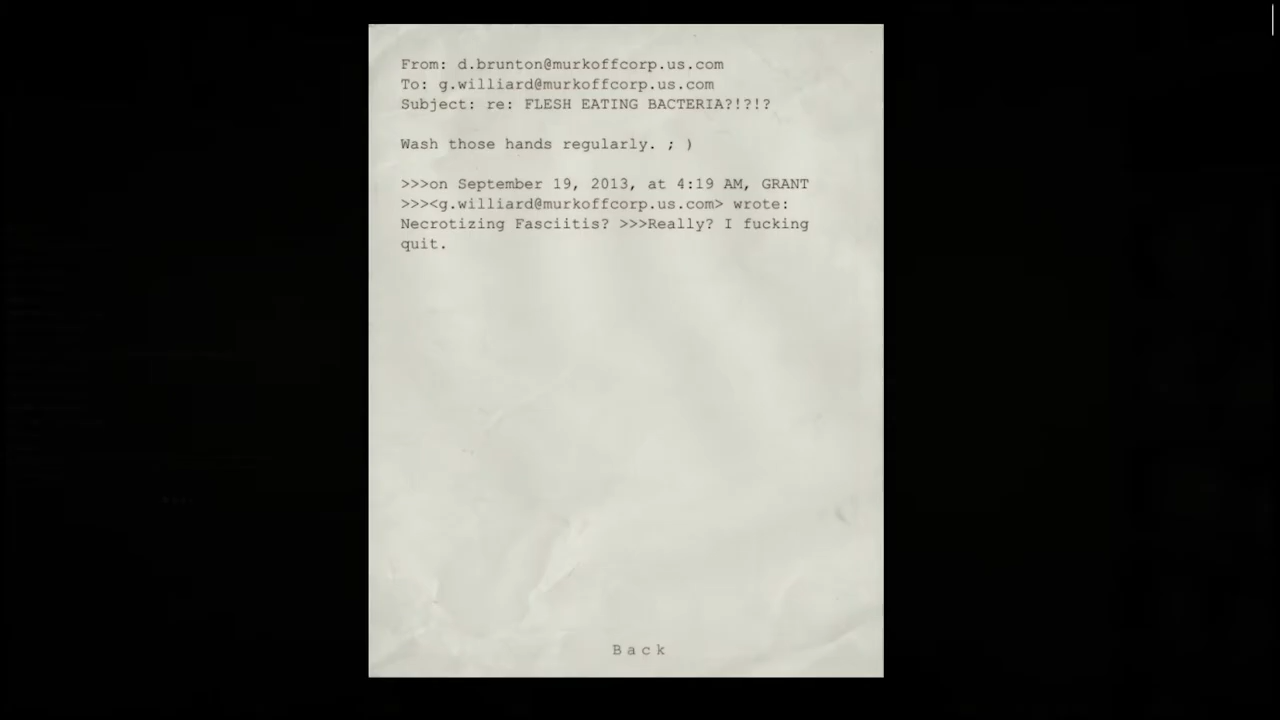 From: d.brunton@murkoffcorp.us.com
To: g.williard@murkoffcorp.us.com
Subject: re: FLESH EATING BACTERIA?!?!?
Wash those hands regularly. ; )
>>>on September 19, 2013, at 4:19 AM, GRANT
>>><g.williard@murkoffcorp.us.com> wrote:
Necrotizing Fasciitis? >>>Really? I fucking
quit.
Back